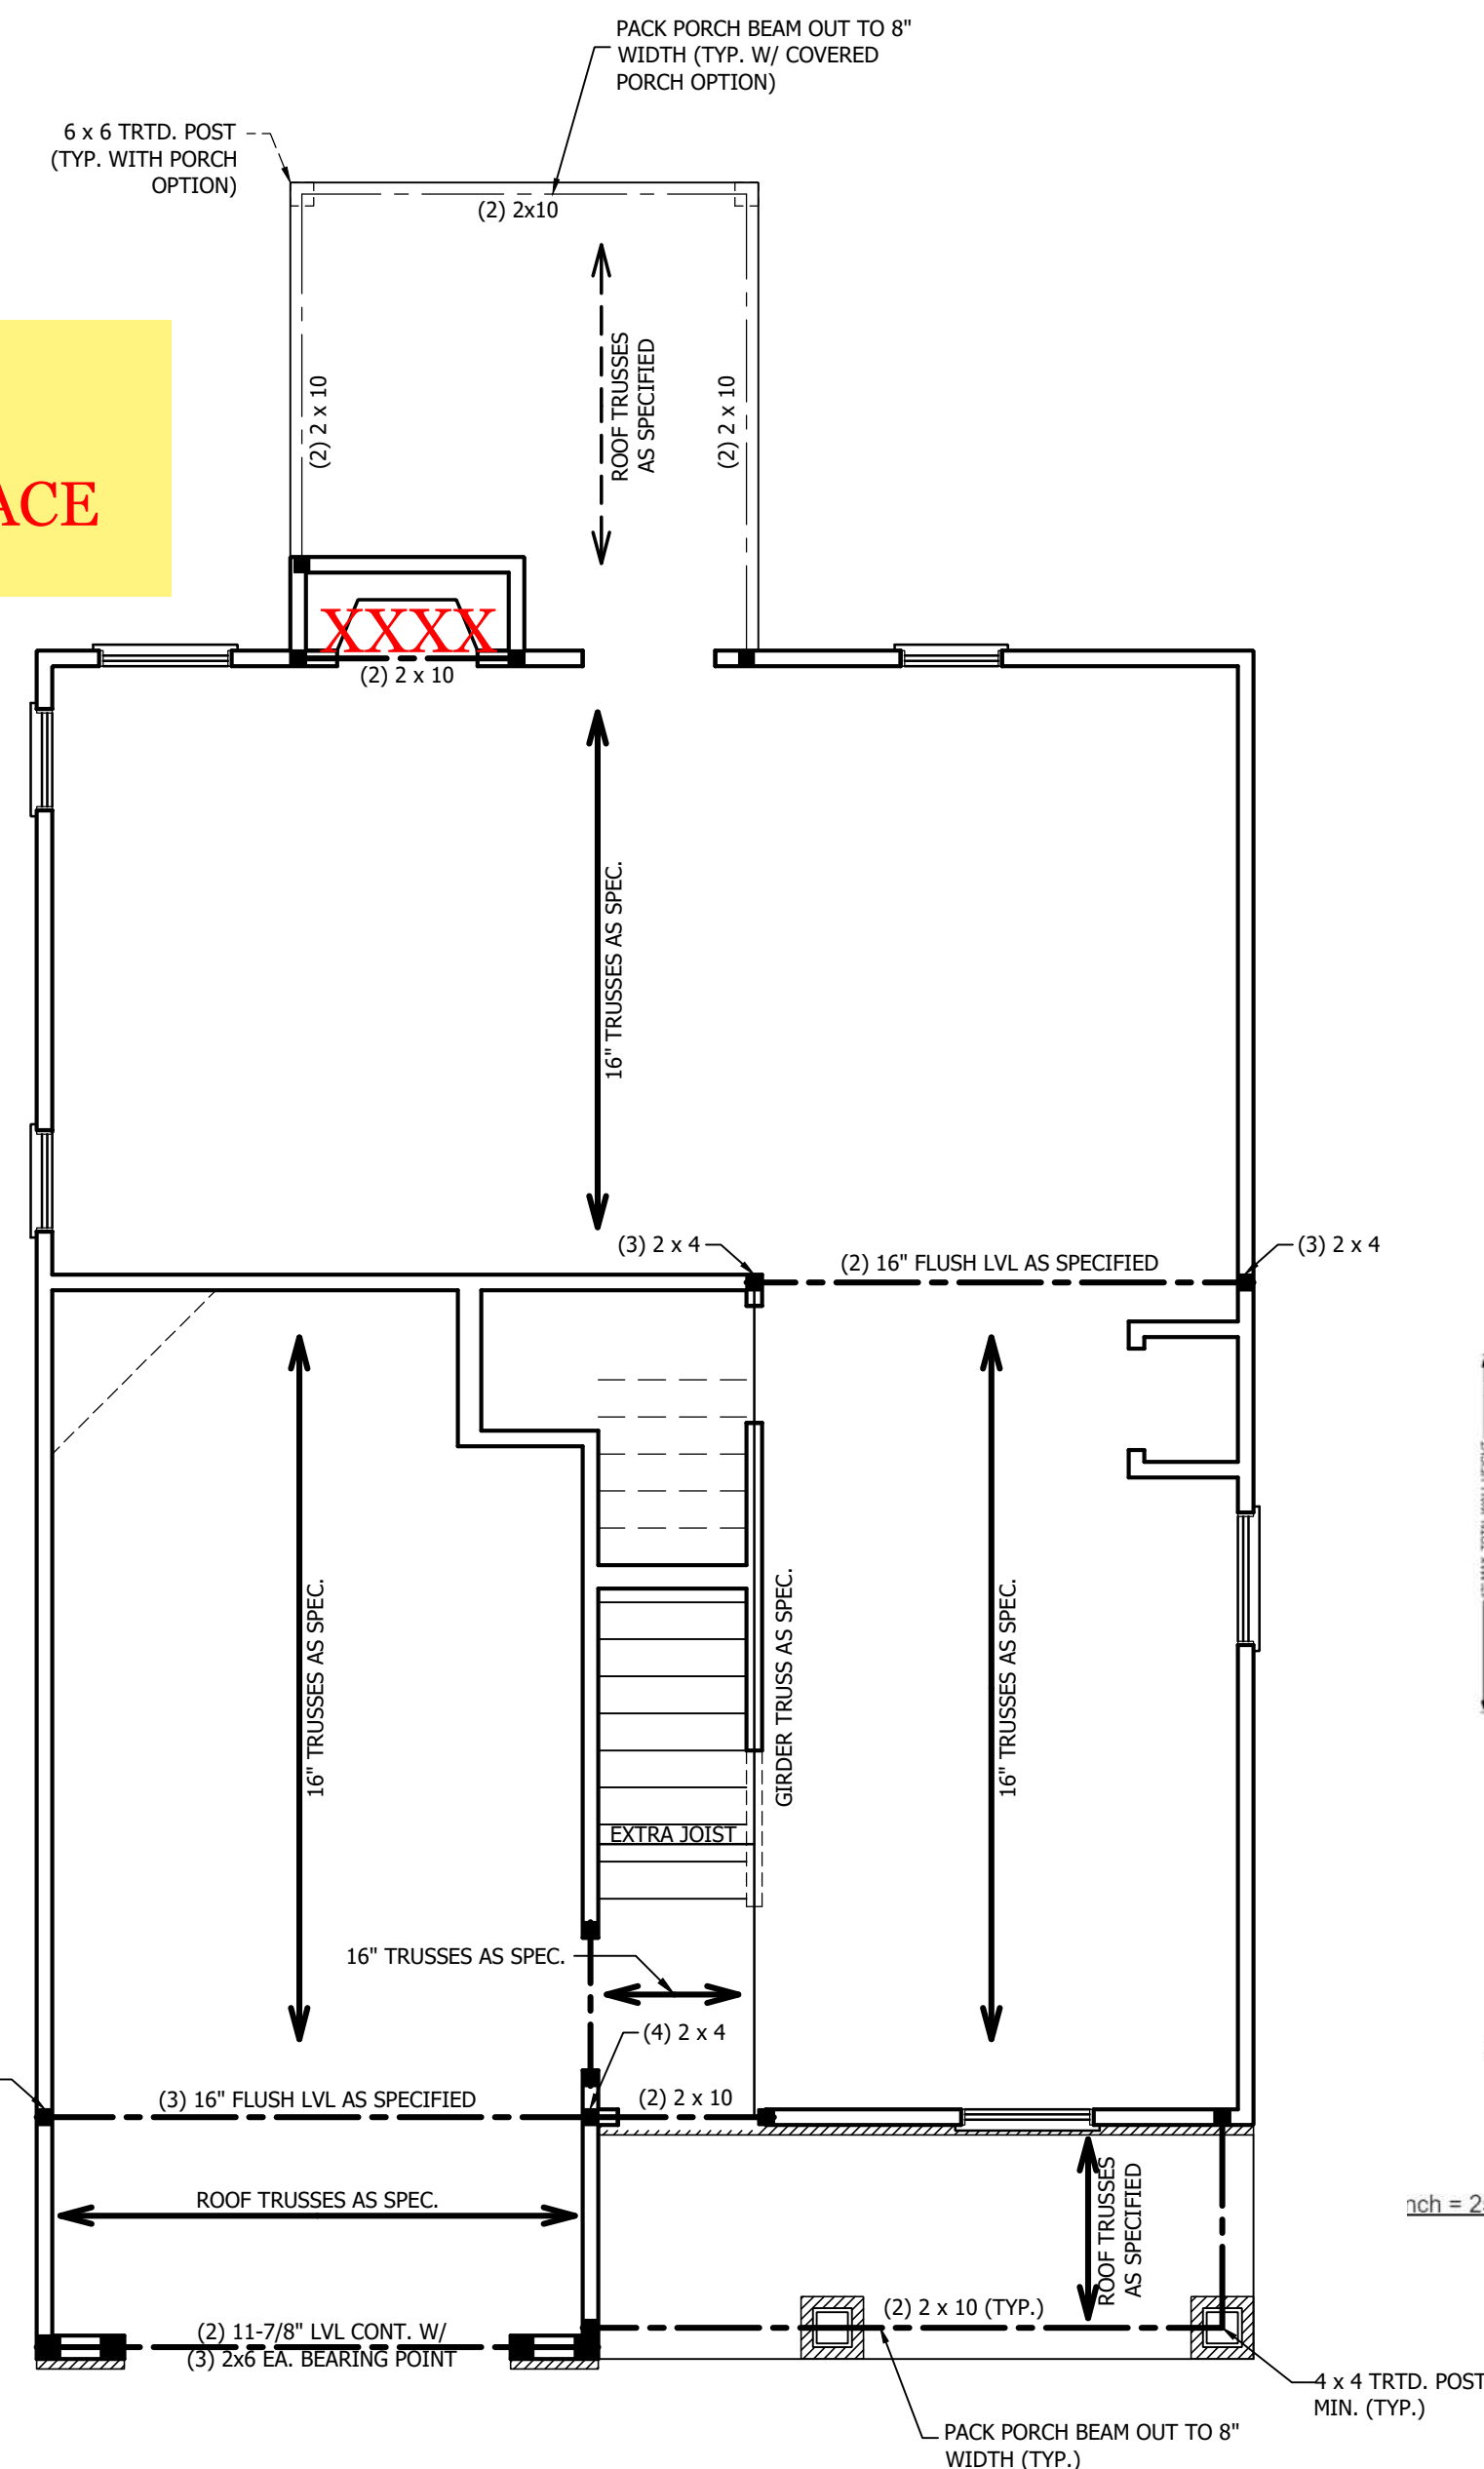 PACK PORCH BEAM OUT TO 8"
WIDTH (TYP. W/ COVERED
PORCH OPTION)
6 x 6 TRTD. POST
(TYP. WITH PORCH
OPTION)
(2) 2x10
(2) 2 x 10
ROOF TRUSSES
AS SPECIFIED
(2) 2 x 10
ACE
XXXX
(2) 2 x 10
16" TRUSSES AS SPEC.
(3) 2 x 4
(2) 16" FLUSH LVL AS SPECIFIED
(3) 2 x 4
16" TRUSSES AS SPEC.
GIRDER TRUSS AS SPEC.
16" TRUSSES AS SPEC.
EXTRA JOIST
16" TRUSSES AS SPEC.
(4) 2 x 4
(3) 16" FLUSH LVL AS SPECIFIED
(2) 2 x 10
ROOF TRUSSES AS SPEC.
ROOF TRUSSES
AS SPECIFIED
nch = 2
(2) 2 x 10 (TYP.)
(2) 11-7/8" LVL CONT. W/
(3) 2x6 EA. BEARING POINT
4 x 4 TRTD. POST
MIN. (TYP.)
PACK PORCH BEAM OUT TO 8"
WIDTH (TYP.)